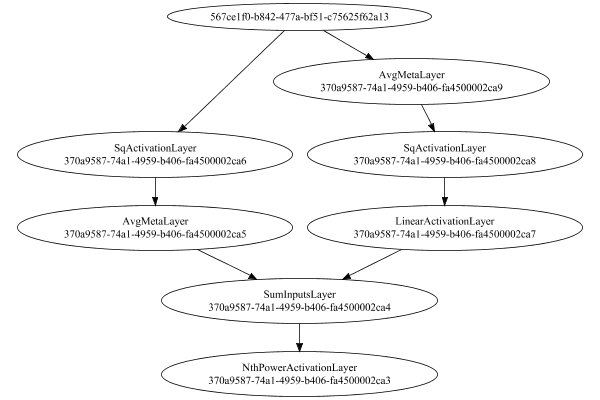 567ce1f0-b842-477a-bf51-c75625f62a13
AvgMetaLayer
370a9587-74a1-4959-b406-fa4500002ca9
SqActivationLayer
370a9587-74a1-4959-b406-fa4500002ca6
SqActivationLayer
370a9587-74a1-4959-b406-fa4500002ca8
AvgMetaLayer
370a9587-74a1-4959-b406-fa4500002ca5
LinearActivationLayer
370a9587-74a1-4959-b406-fa4500002ca7
SumInputsLayer
370a9587-74a1-4959-b406-fa4500002ca4
NthPowerActivationLayer
370a9587-74a1-4959-b406-fa4500002ca3